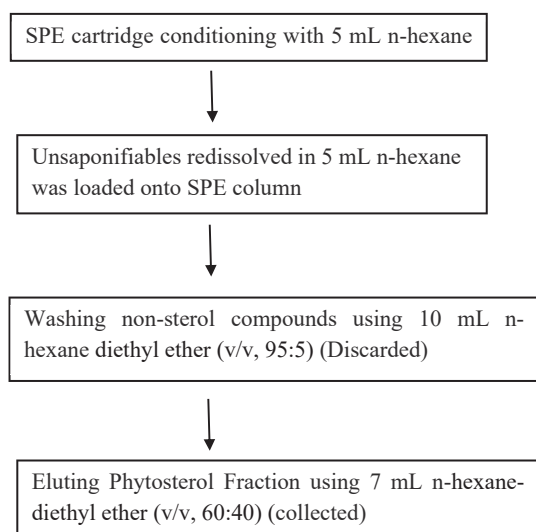 SPE cartridge conditioning with 5 mL n-hexane
Unsaponifiables redissolved in 5 mL n-hexane
was loaded onto SPE column
Washing non-sterol compounds using 10 mL n-
hexane diethyl ether (v/v, 95:5) (Discarded)
Eluting Phytosterol Fraction using 7 mL n-hexane-
diethyl ether (v/v, 60:40) (collected)